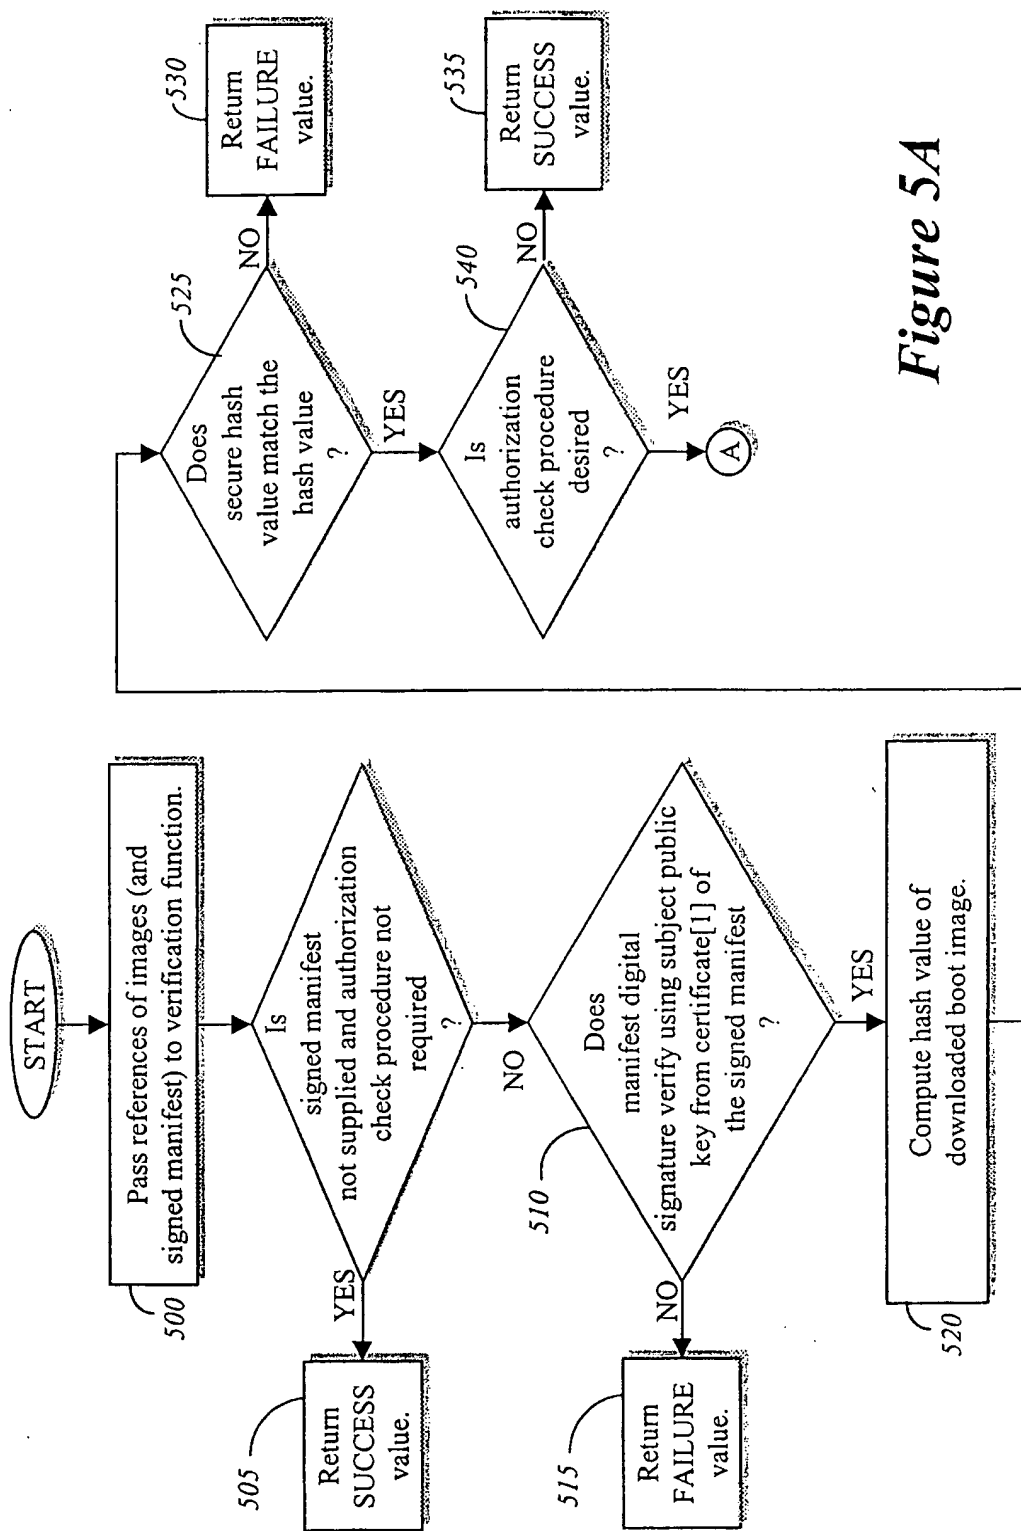 START
Pass references of images (and
signed manifest) to verification function.
500
Is
signed manifest
not supplied and authorization
check procedure not
required
?
YES
505
Return
SUCCESS
value.
NO
Does
manifest digital
signature verify using subject public
key from certificate[1] of
the signed manifest
?
510
NO
515
Return
FAILURE
value.
YES
Compute hash value of
downloaded boot image.
520
Does
secure hash
value match the
hash value
?
525
NO
530
Return
FAILURE
value.
YES
Is
authorization
check procedure
desired
?
540
NO
535
Return
SUCCESS
value.
YES
A
Figure 5A